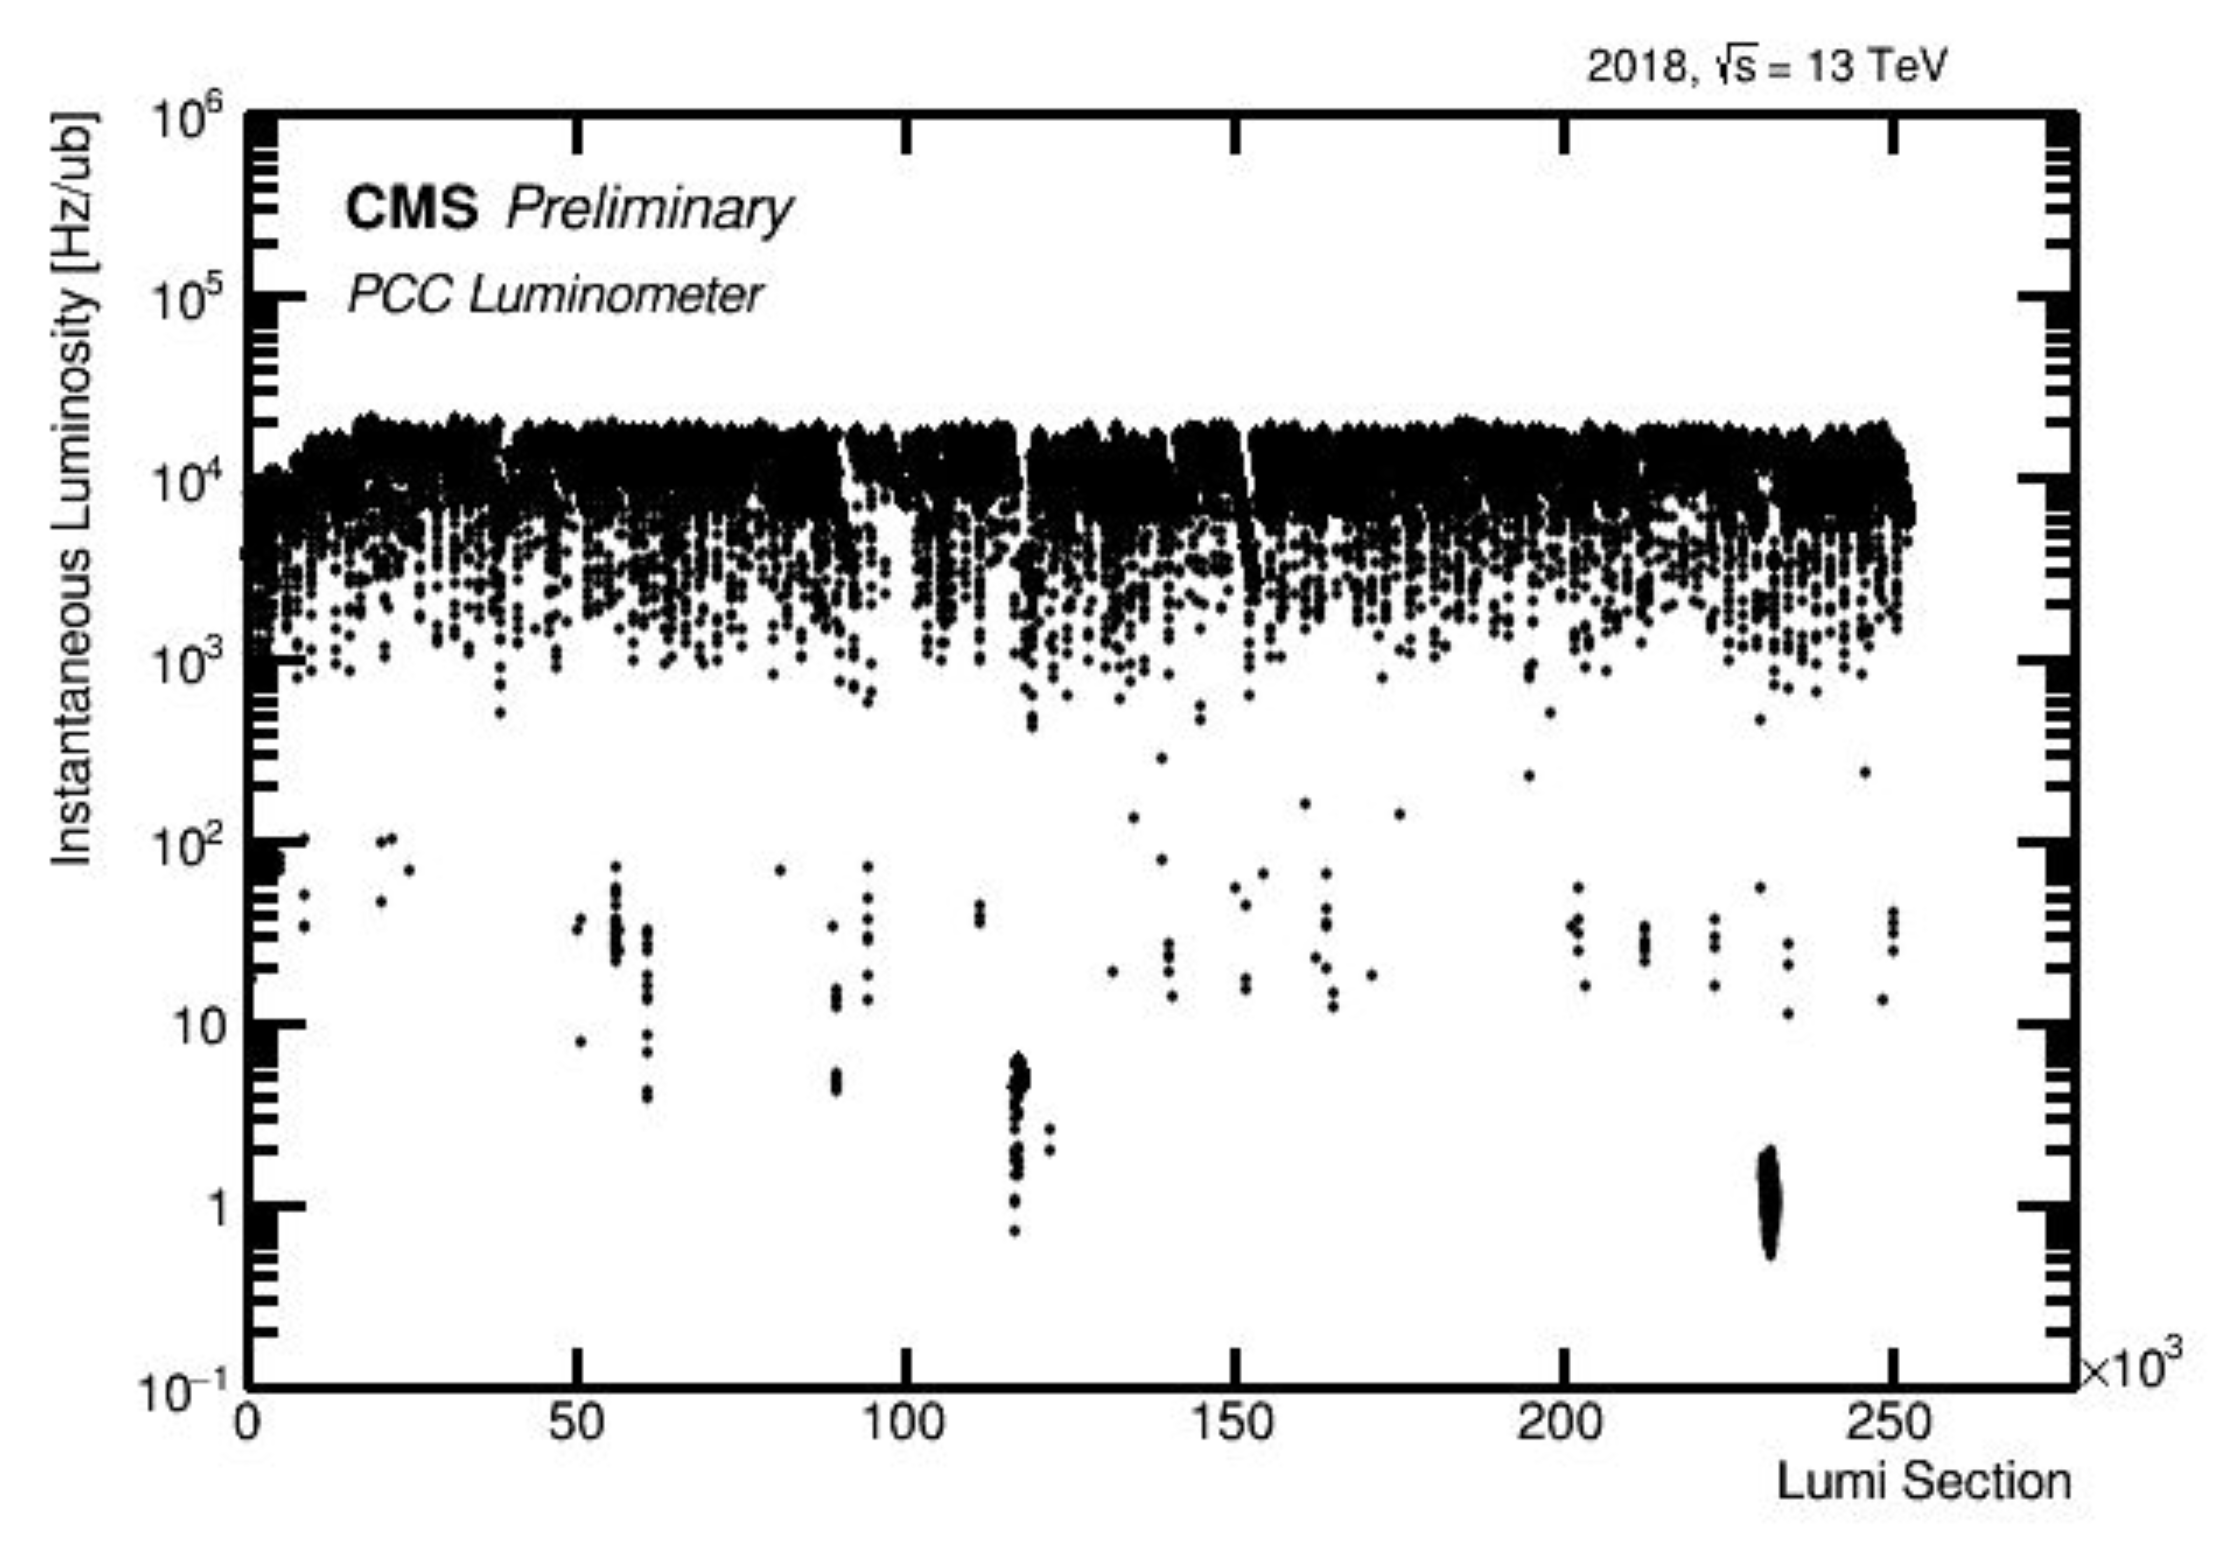 2018, √s = 13 TeV
Instantaneous Luminosity [Hz/ub]
CMS Preliminary
PCC Luminometer
10⁶
10⁵
10⁴
10³
10²
10
1
10⁻¹
0 50 100 150 200 250
×10³
Lumi Section